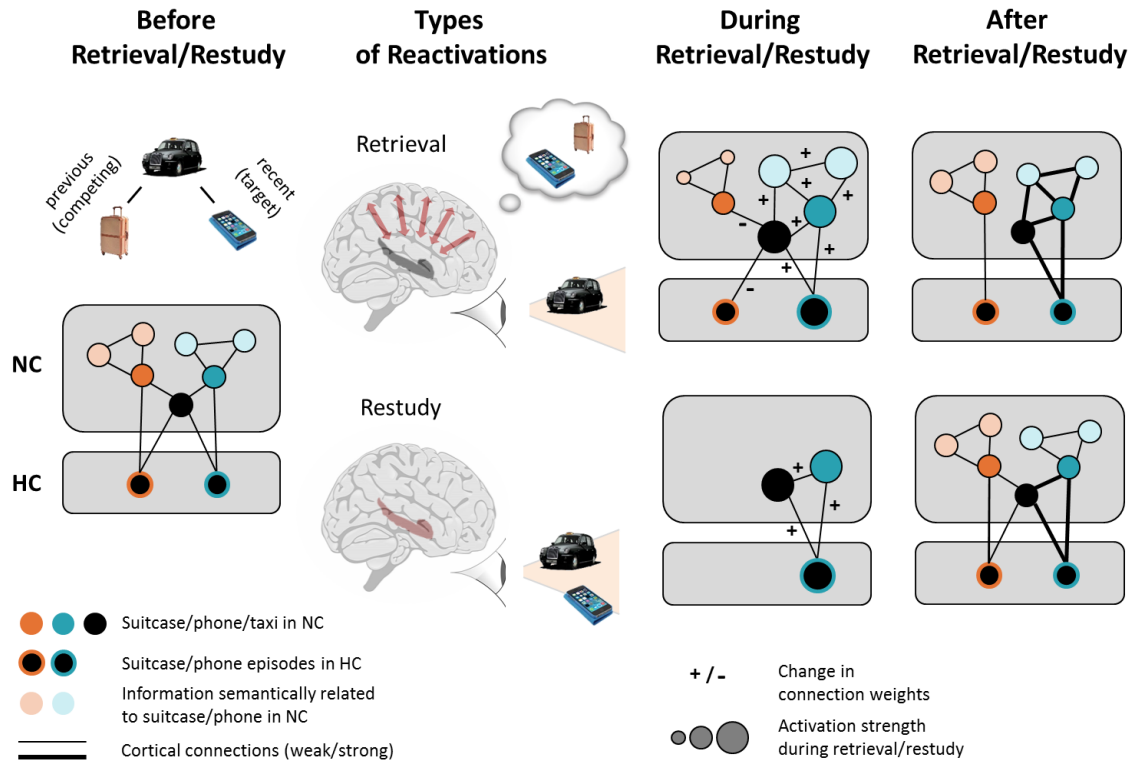 Before
Retrieval/Restudy
Types
of Reactivations
During
Retrieval/Restudy
After
Retrieval/Restudy
previous
(competing)
recent
(target)
Retrieval
+
+
+
+
+
-
+
+
-
NC
HC
Restudy
+
+
+
Suitcase/phone/taxi in NC
Suitcase/phone episodes in HC
Information semantically related
to suitcase/phone in NC
Cortical connections (weak/strong)
+ / - Change in
connection weights
Activation strength
during retrieval/restudy